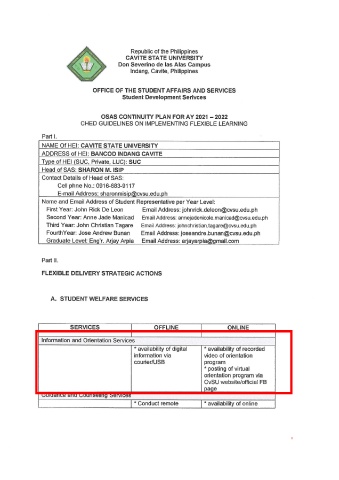 Republic of the Philippines
CAVITE STATE UNIVERSITY
Don Severino de las Alas Campus
Indang, Cavite, Philippines
OFFICE OF THE STUDENT AFFAIRS AND SERVICES
Student Development Serivces
OSAS CONTINUITY PLAN FOR AY 2021 – 2022
CHED GUIDELINES ON IMPLEMENTING FLEXIBLE LEARNING
Part I.
NAME Of HEI: CAVITE STATE UNIVERSITY
ADDRESS of HEI: BANCOD INDANG CAVITE
Type of HEI (SUC, Private, LUC): SUC
Head of SAS: SHARON M. ISIP
Contact Details of Head of SAS:
Cell phne No.: 0916-683-9117
E-mail Address: sharonmisip@cvsu.edu.ph
Name and Email Address of Student Representative per Year Level:
First Year: John Rick De Leon Email Address: johnrick.deleon@cvsu.edu.ph
Second Year: Anne Jade Manicad Email Address: annejadenicole.manicad@cvsu.edu.ph
Third Year: John Christian Tagare Email Address: johnchristian.tagare@cvsu.edu.ph
FourthYear: Jose Andrew Bunan Email Address: joseandre.bunan@cvsu.edu.ph
Graduate Level: Eng'r. Arjay Arpia Email Address: arjayarpia@gmail.com
Part II.
FLEXIBLE DELIVERY STRATEGIC ACTIONS
A. STUDENT WELFARE SERVICES
SERVICES OFFLINE ONLINE
Information and Orientation Services
* availability of digital information via courier/USB
* availability of recorded video of orientation program
* posting of virtual orientation program via CvSU website/official FB page
Guidance and Counseling Services
* Conduct remote * availability of online